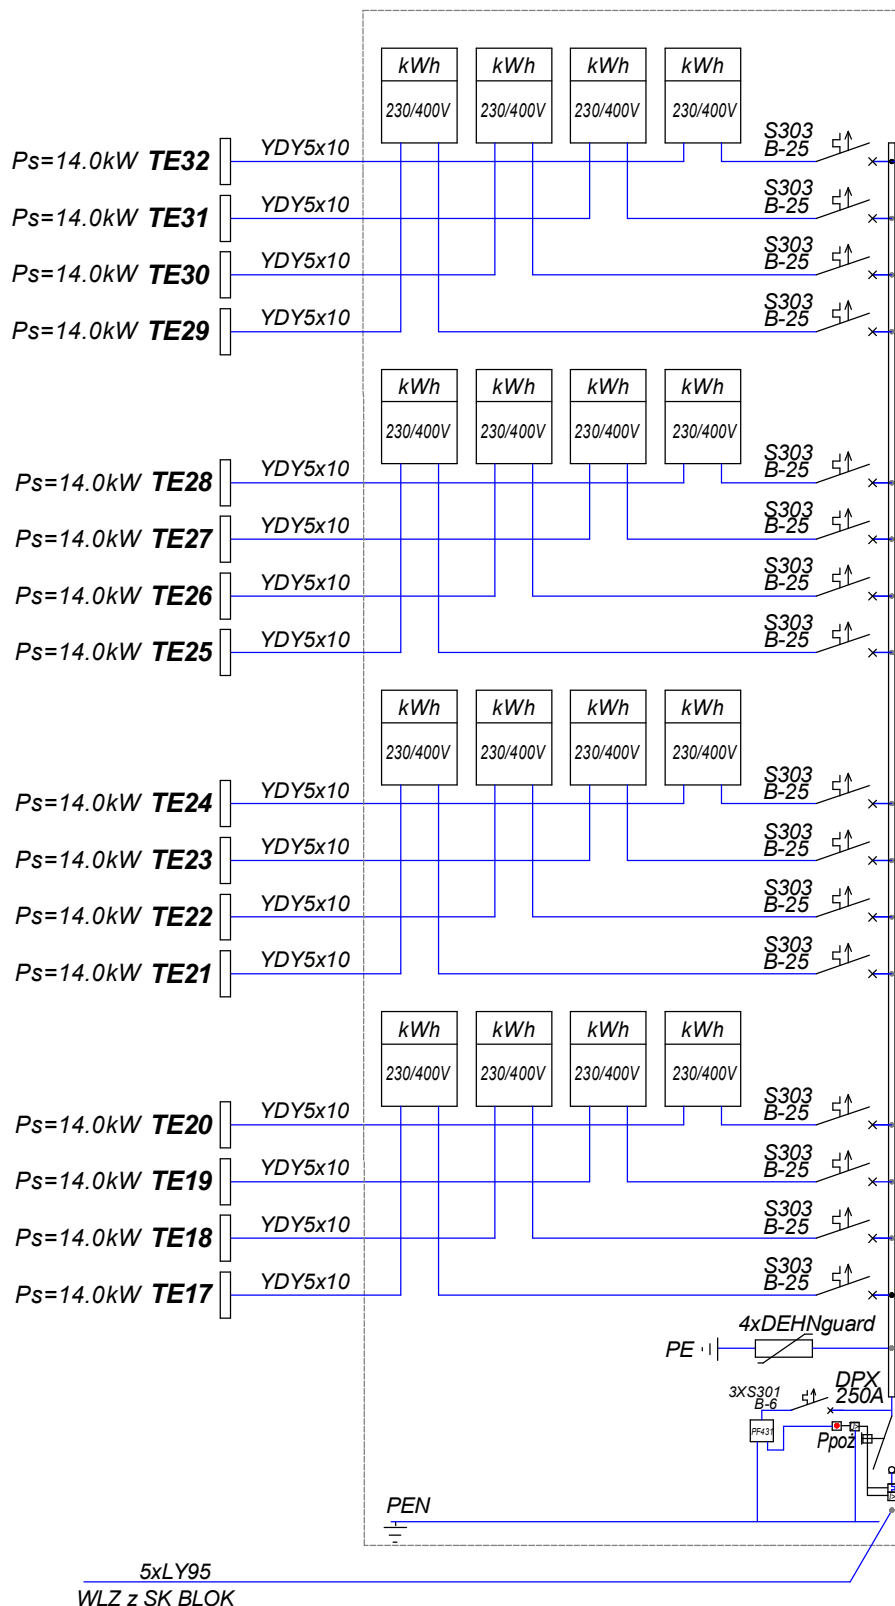 kWh kWh kWh kWh
230/400V 230/400V 230/400V 230/400V
Ps=14.0kW TE32 YDY5x10 S303
B-25
Ps=14.0kW TE31 YDY5x10 S303
B-25
Ps=14.0kW TE30 YDY5x10 S303
B-25
Ps=14.0kW TE29 YDY5x10 S303
B-25
kWh kWh kWh kWh
230/400V 230/400V 230/400V 230/400V
Ps=14.0kW TE28 YDY5x10 S303
B-25
Ps=14.0kW TE27 YDY5x10 S303
B-25
Ps=14.0kW TE26 YDY5x10 S303
B-25
Ps=14.0kW TE25 YDY5x10 S303
B-25
kWh kWh kWh kWh
230/400V 230/400V 230/400V 230/400V
Ps=14.0kW TE24 YDY5x10 S303
B-25
Ps=14.0kW TE23 YDY5x10 S303
B-25
Ps=14.0kW TE22 YDY5x10 S303
B-25
Ps=14.0kW TE21 YDY5x10 S303
B-25
kWh kWh kWh kWh
230/400V 230/400V 230/400V 230/400V
Ps=14.0kW TE20 YDY5x10 S303
B-25
Ps=14.0kW TE19 YDY5x10 S303
B-25
Ps=14.0kW TE18 YDY5x10 S303
B-25
Ps=14.0kW TE17 YDY5x10 S303
B-25
4xDEHNguard
PE
DPX
250A
3XS301
B-6
PF431
Ppoż
PEN
5xLY95
WLZ z SK BLOK